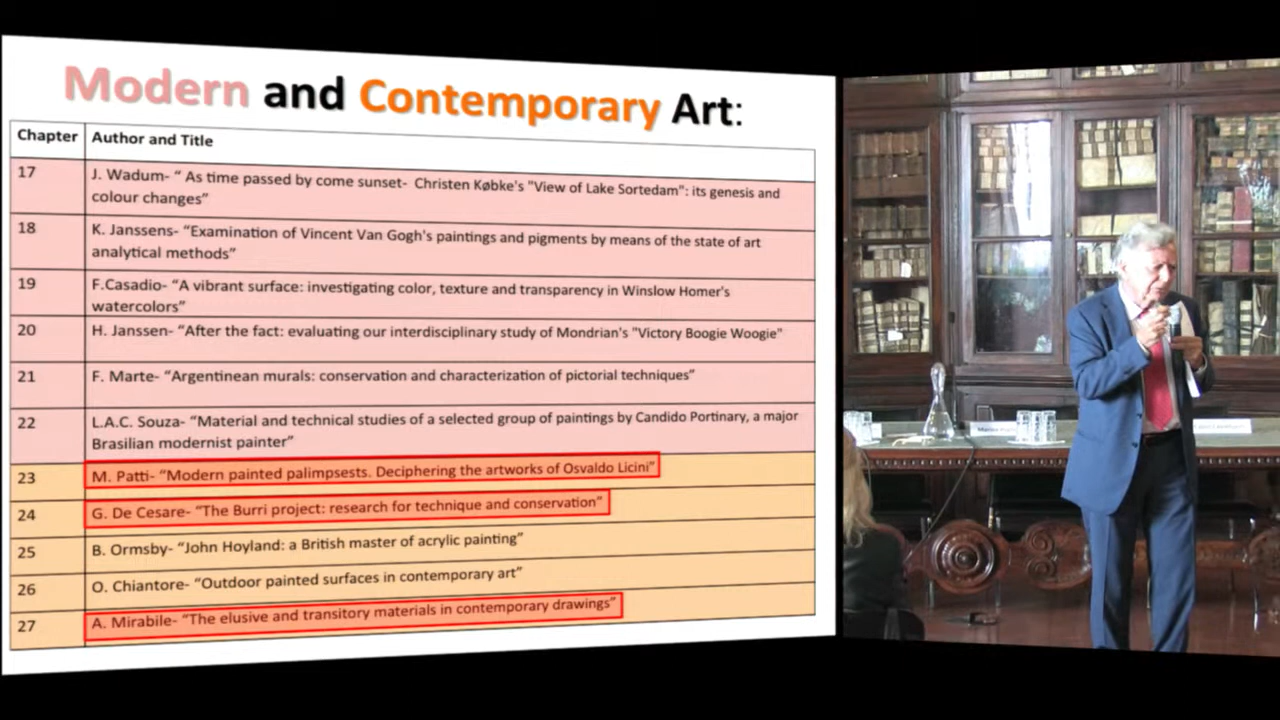 Modern and Contemporary Art:
Chapter Author and Title
17 J. Wadum- “ As time passed by come sunset- Christen Købke's "View of Lake Sortedam": its genesis and
colour changes”
18 K. Janssens- “Examination of Vincent Van Gogh's paintings and pigments by means of the state of art
analytical methods”
19 F.Casadio- “A vibrant surface: investigating color, texture and transparency in Winslow Homer's
watercolors”
20 H. Janssen- “After the fact: evaluating our interdisciplinary study of Mondrian's "Victory Boogie Woogie"
21 F. Marte- “Argentinean murals: conservation and characterization of pictorial techniques”
22 L.A.C. Souza- “Material and technical studies of a selected group of paintings by Candido Portinary, a major
Brasilian modernist painter”
23 M. Patti- “Modern painted palimpsests. Deciphering the artworks of Osvaldo Licini”
24 G. De Cesare- “The Burri project: research for technique and conservation”
25 B. Ormsby- “John Hoyland: a British master of acrylic painting”
26 O. Chiantore- “Outdoor painted surfaces in contemporary art”
27 A. Mirabile- “The elusive and transitory materials in contemporary drawings”